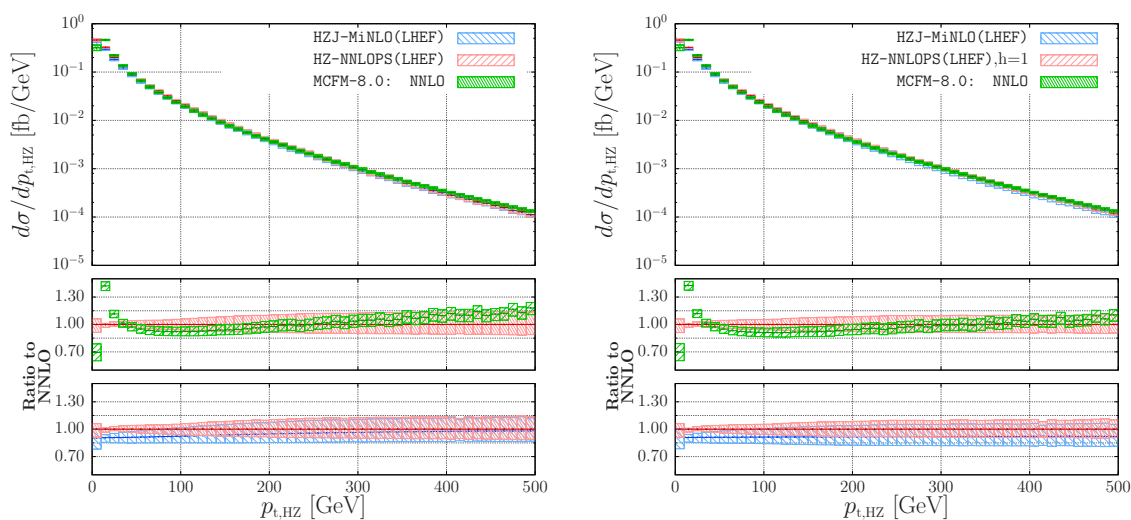 HZJ-MiNLO(LHEF)
HZ-NNLOPS(LHEF)
MCFM-8.0: NNLO
dσ/dp_{t,HZ} [fb/GeV]
10^0
10^{-1}
10^{-2}
10^{-3}
10^{-4}
10^{-5}
1.30
1.00
0.70
Ratio to
NNLO
1.30
1.00
0.70
0 100 200 300 400 500
p_{t,HZ} [GeV]
HZJ-MiNLO(LHEF)
HZ-NNLOPS(LHEF),h=1
MCFM-8.0: NNLO
dσ/dp_{t,HZ} [fb/GeV]
10^0
10^{-1}
10^{-2}
10^{-3}
10^{-4}
10^{-5}
1.30
1.00
0.70
Ratio to
NNLO
1.30
1.00
0.70
0 100 200 300 400 500
p_{t,HZ} [GeV]